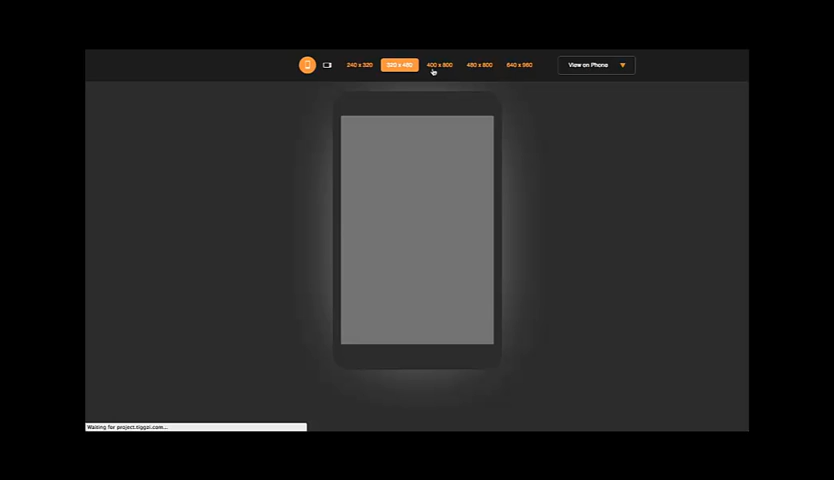 240 x 320 320 x 480 400 x 800 480 x 800 640 x 960 View on Phone
Waiting for project.tiggzi.com...